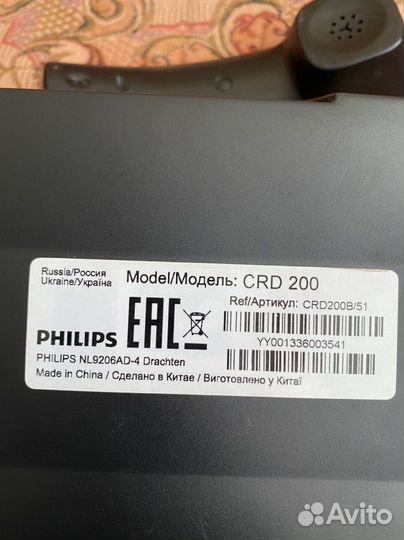 Russia/Россия
Ukraine/Україна
Model/Модель: CRD 200
Ref/Артикул: CRD200B/51
EAC
YY001336003541
PHILIPS
PHILIPS NL9206AD-4 Drachten
Made in China / Сделано в Китае / Виготовлено у Китаї
Avito